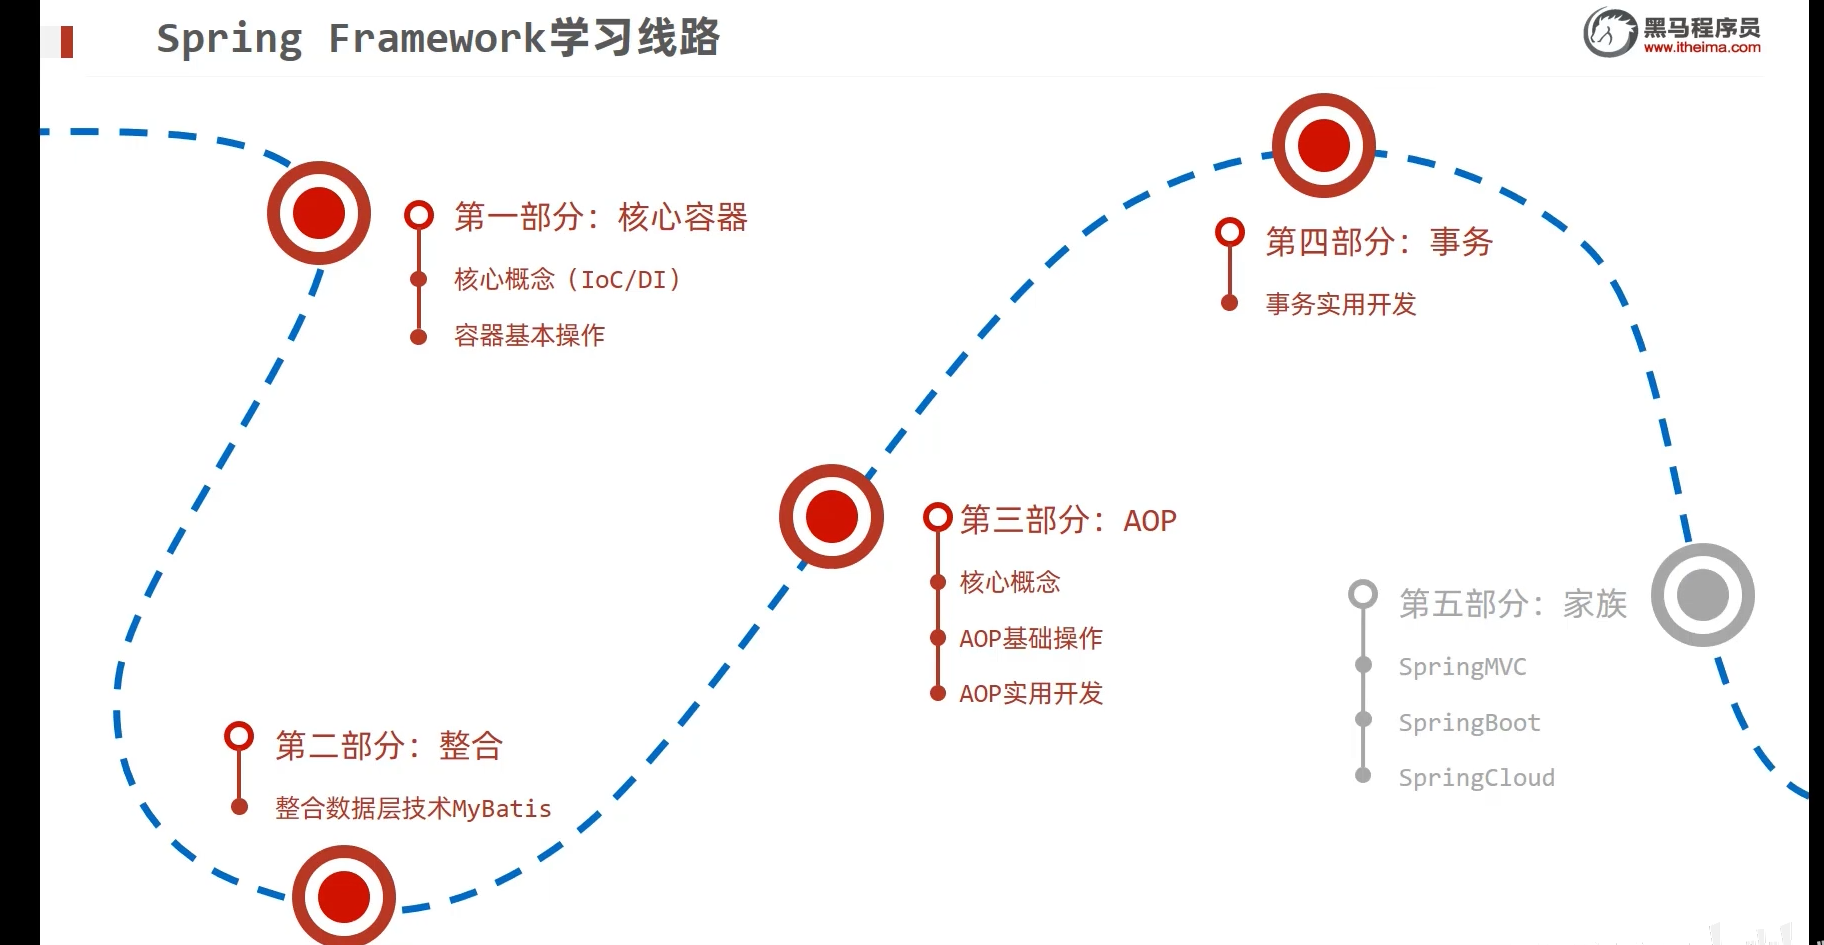 Spring Framework学习线路
黑马程序员
www.itheima.com
第一部分：核心容器
核心概念（IoC/DI）
容器基本操作
第二部分：整合
整合数据层技术MyBatis
第三部分：AOP
核心概念
AOP基础操作
AOP实用开发
第四部分：事务
事务实用开发
第五部分：家族
SpringMVC
SpringBoot
SpringCloud